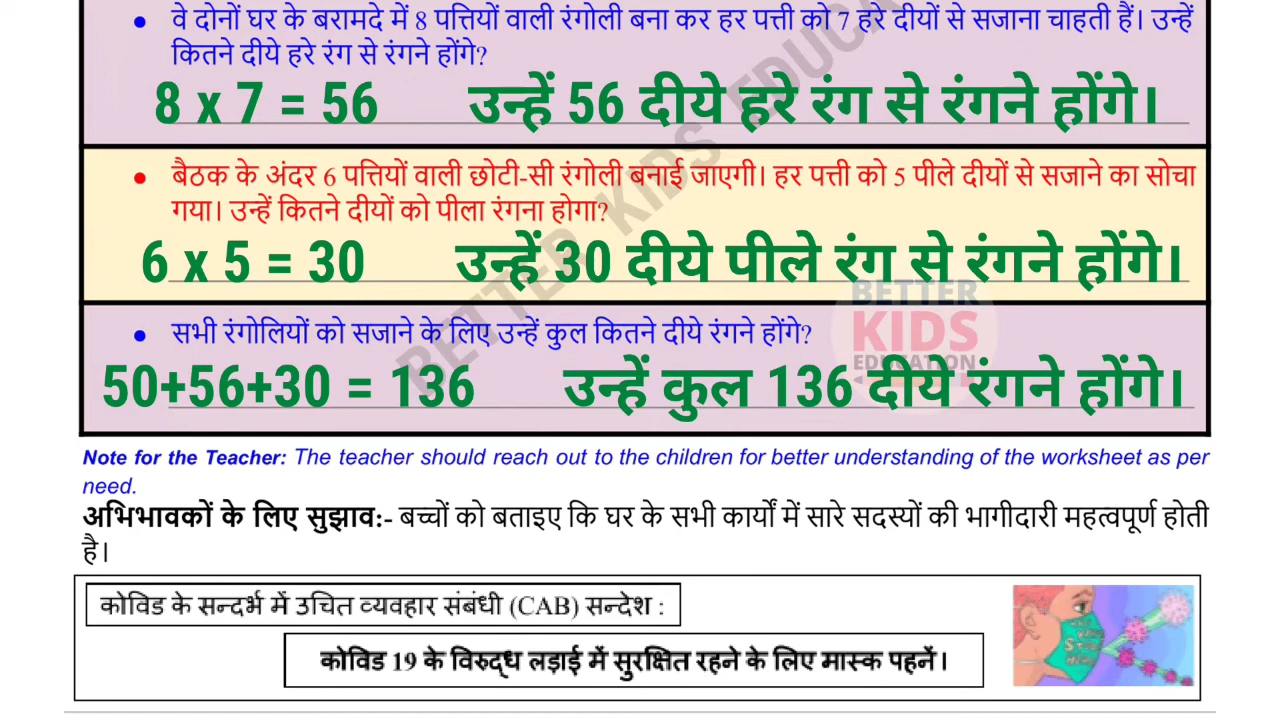 • वे दोनों घर के बरामदे में 8 पत्तियों वाली रंगोली बना कर हर पत्ती को 7 हरे दीयों से सजाना चाहती हैं। उन्हें
कितने दीये हरे रंग से रंगने होंगे?
8 x 7 = 56 उन्हें 56 दीये हरे रंग से रंगने होंगे।
• बैठक के अंदर 6 पत्तियों वाली छोटी-सी रंगोली बनाई जाएगी। हर पत्ती को 5 पीले दीयों से सजाने का सोचा
गया। उन्हें कितने दीयों को पीला रंगना होगा?
6 x 5 = 30 उन्हें 30 दीये पीले रंग से रंगने होंगे।
• सभी रंगोलियों को सजाने के लिए उन्हें कुल कितने दीये रंगने होंगे?
50+56+30 = 136 उन्हें कुल 136 दीये रंगने होंगे।
BETTER KIDS EDUCA
BETTER
KIDS
EDUCATION
Note for the Teacher: The teacher should reach out to the children for better understanding of the worksheet as per
need.
अभिभावकों के लिए सुझाव:- बच्चों को बताइए कि घर के सभी कार्यों में सारे सदस्यों की भागीदारी महत्वपूर्ण होती
है।
कोविड के सन्दर्भ में उचित व्यवहार संबंधी (CAB) सन्देश :
कोविड 19 के विरुद्ध लड़ाई में सुरक्षित रहने के लिए मास्क पहनें।